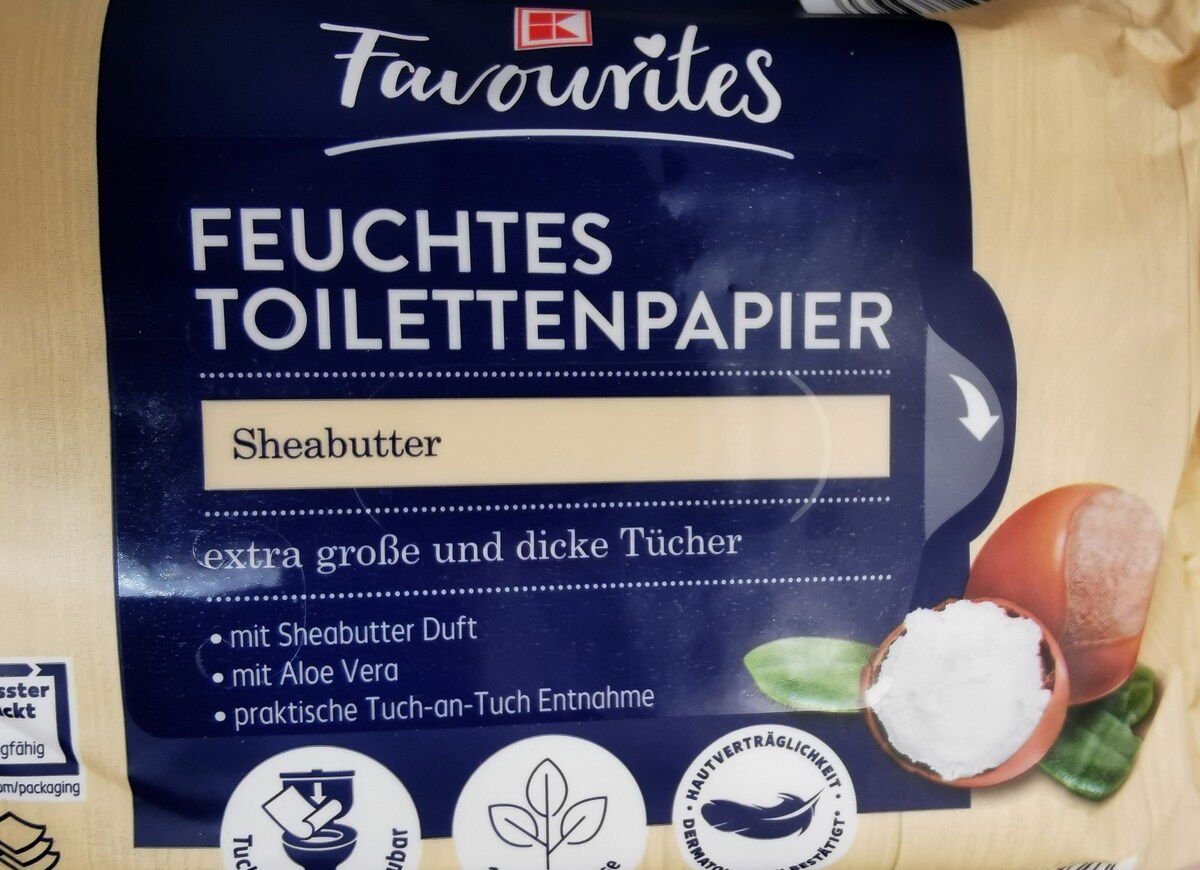 K
Favourites
FEUCHTES
TOILETTENPAPIER
Sheabutter
extra große und dicke Tücher
• mit Sheabutter Duft
• mit Aloe Vera
• praktische Tuch-an-Tuch Entnahme
HAUTVERTRÄGLICHKEIT